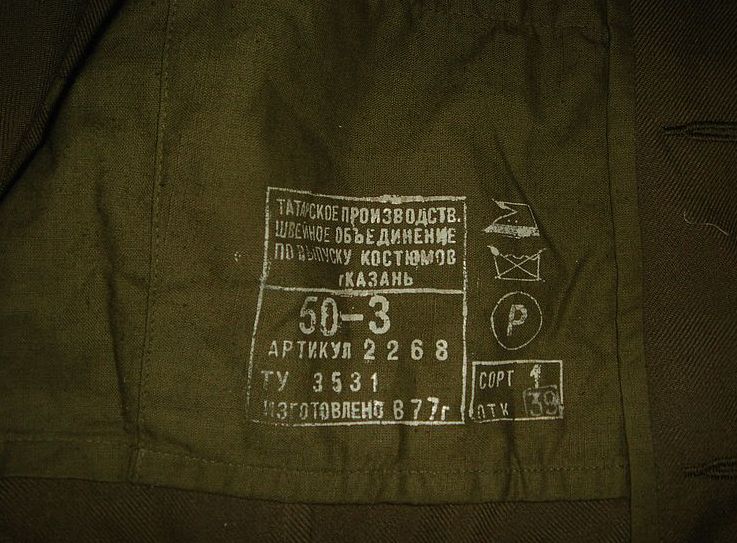 ТАТАРСКОЕ ПРОИЗВОДСТВ.
ШВЕЙНОЕ ОБЪЕДИНЕНИЕ
ПО ВЫПУСКУ КОСТЮМОВ
г КАЗАНЬ
50-3
АРТИКУЛ 2268
ТУ 3531
ИЗГОТОВЛЕНО В 77г
Р
СОРТ 1
ОТК 39